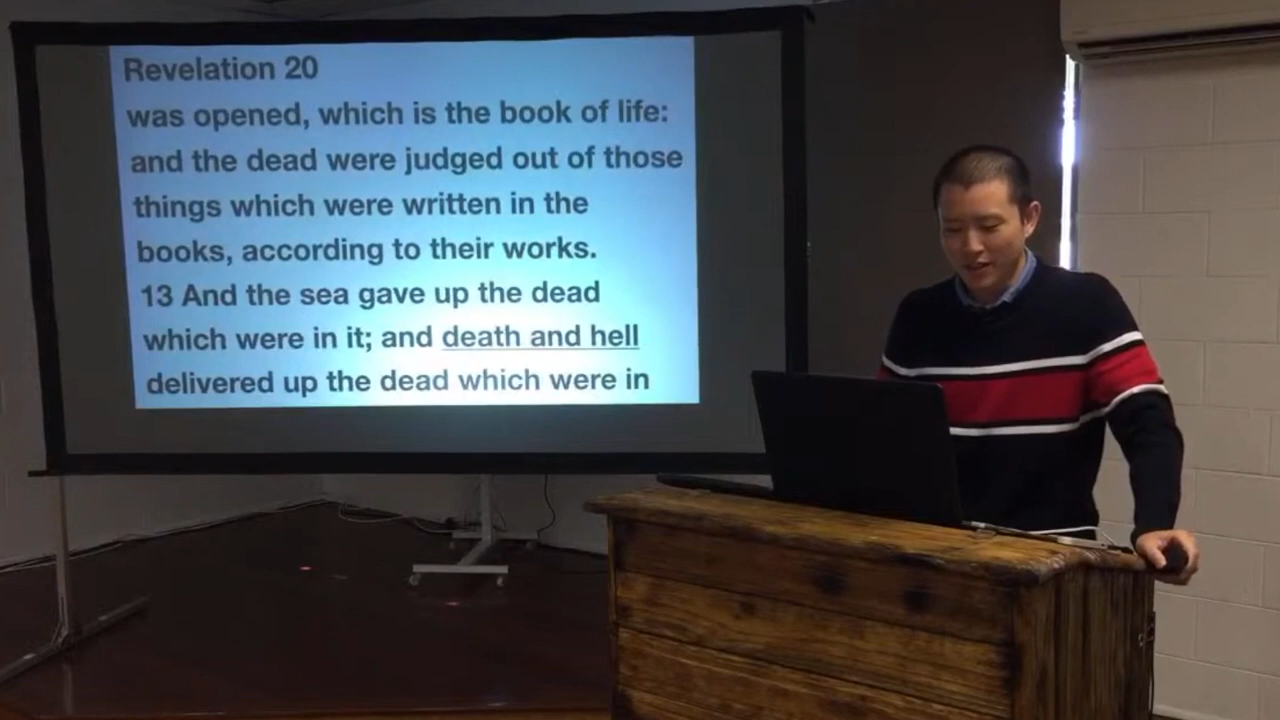 Revelation 20
was opened, which is the book of life:
and the dead were judged out of those
things which were written in the
books, according to their works.
13 And the sea gave up the dead
which were in it; and death and hell
delivered up the dead which were in